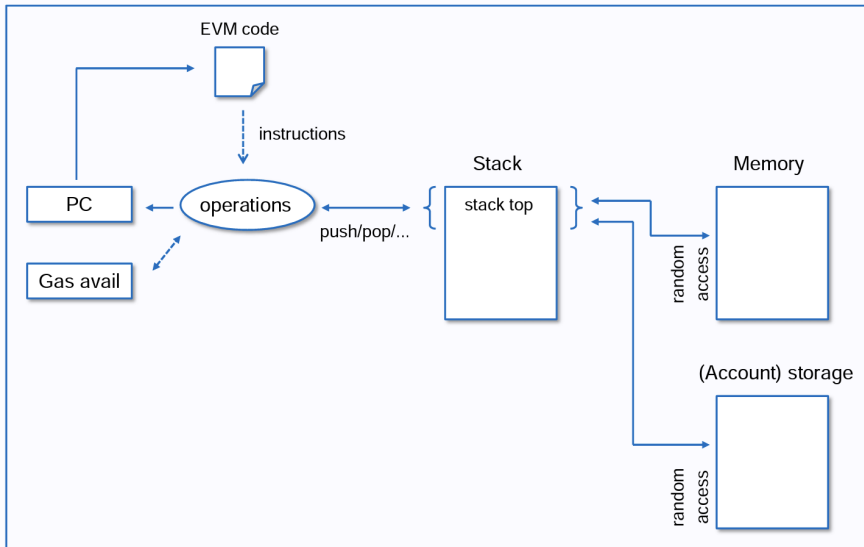 EVM code
instructions
Stack
Memory
PC
operations
stack top
push/pop/...
random
access
Gas avail
(Account) storage
random
access